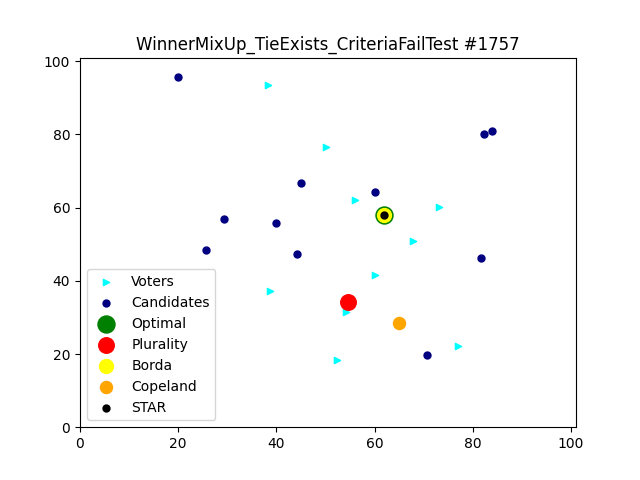 WinnerMixUp_TieExists_CriteriaFailTest #1757
100
80
60
40
20
0
Voters
Candidates
Optimal
Plurality
Borda
Copeland
STAR
0 20 40 60 80 100